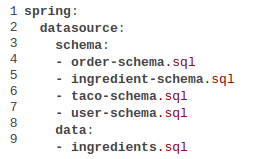 1 spring:
2   datasource:
3     schema:
4     - order-schema.sql
5     - ingredient-schema.sql
6     - taco-schema.sql
7     - user-schema.sql
8     data:
9     - ingredients.sql